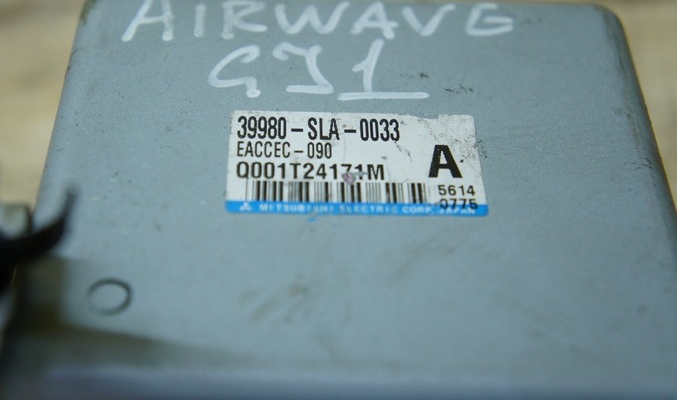 AIRWAVE
GJ1
39980-SLA-0033
EACCEC-090
Q001T24171M
A
5614
0775
MITSUBISHI ELECTRIC CORP. JAPAN